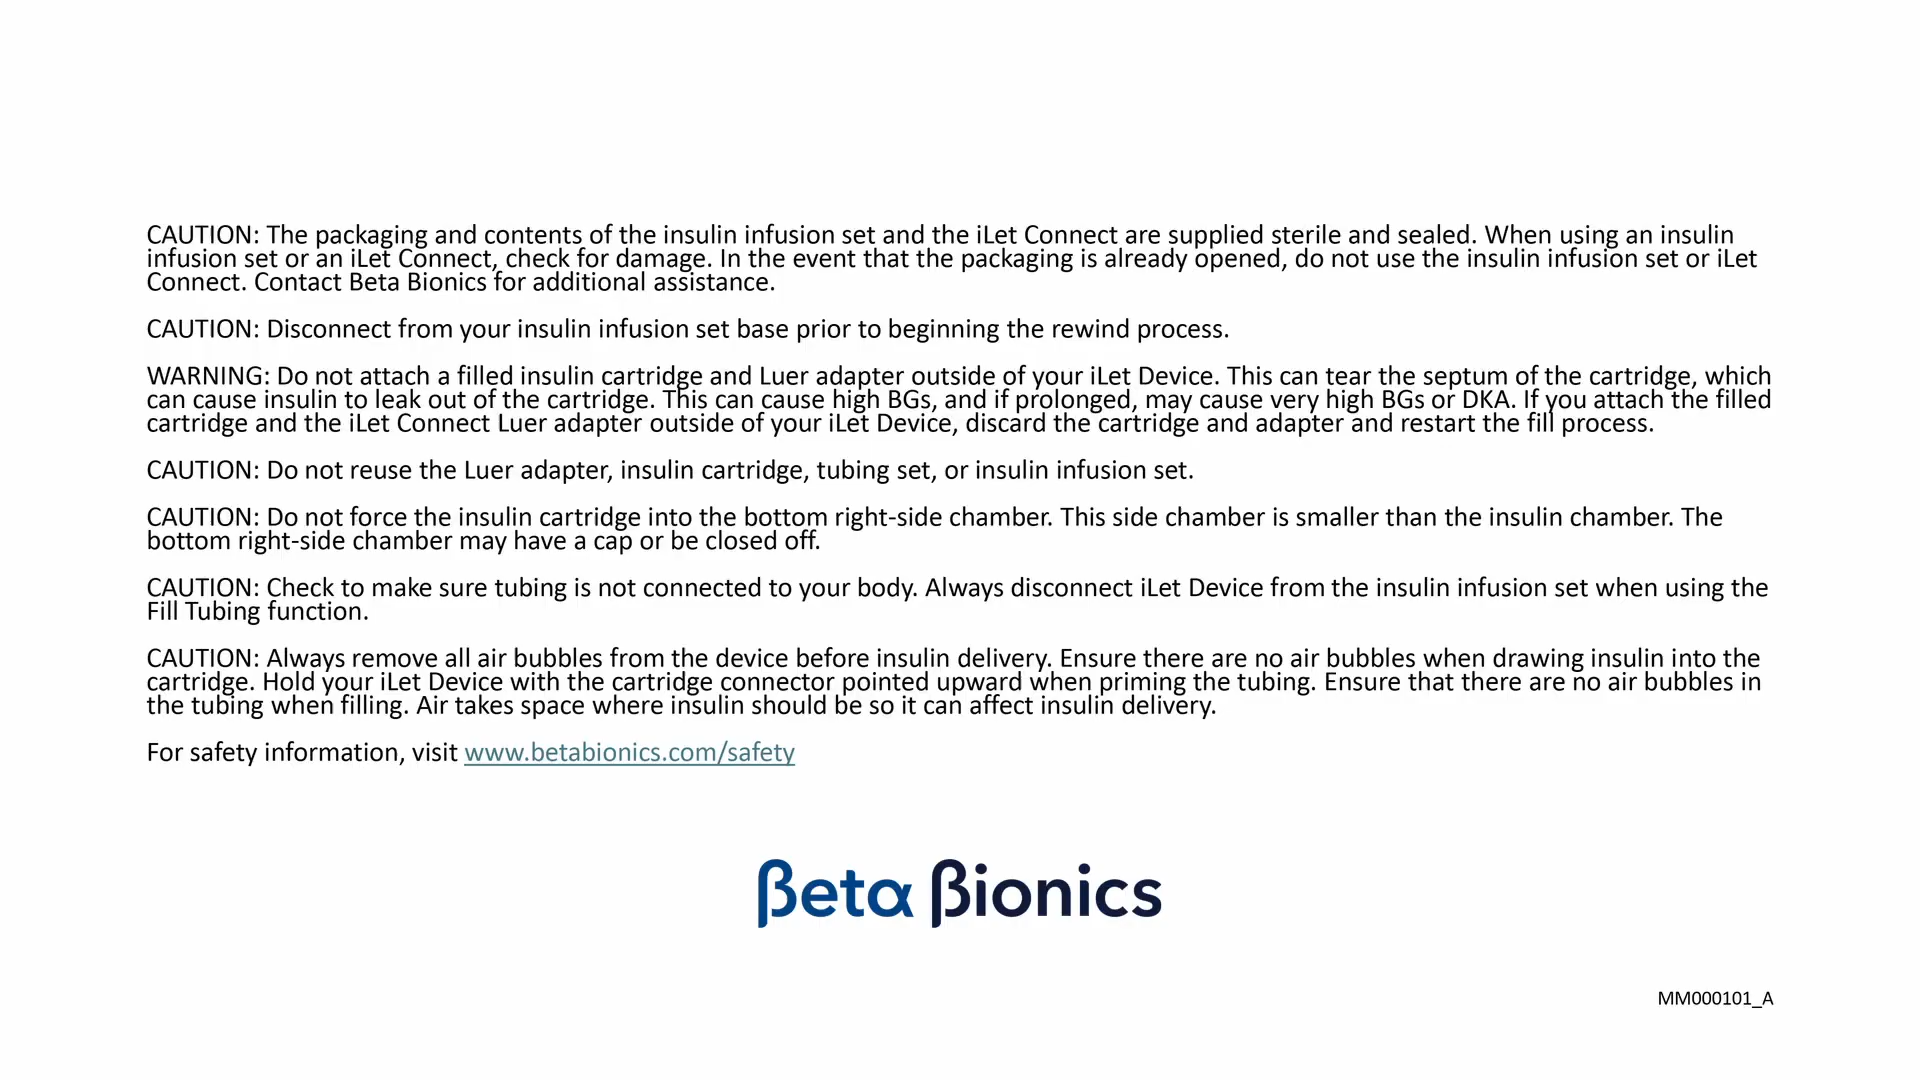 CAUTION: The packaging and contents of the insulin infusion set and the iLet Connect are supplied sterile and sealed. When using an insulin
infusion set or an iLet Connect, check for damage. In the event that the packaging is already opened, do not use the insulin infusion set or iLet
Connect. Contact Beta Bionics for additional assistance.
CAUTION: Disconnect from your insulin infusion set base prior to beginning the rewind process.
WARNING: Do not attach a filled insulin cartridge and Luer adapter outside of your iLet Device. This can tear the septum of the cartridge, which
can cause insulin to leak out of the cartridge. This can cause high BGs, and if prolonged, may cause very high BGs or DKA. If you attach the filled
cartridge and the iLet Connect Luer adapter outside of your iLet Device, discard the cartridge and adapter and restart the fill process.
CAUTION: Do not reuse the Luer adapter, insulin cartridge, tubing set, or insulin infusion set.
CAUTION: Do not force the insulin cartridge into the bottom right-side chamber. This side chamber is smaller than the insulin chamber. The
bottom right-side chamber may have a cap or be closed off.
CAUTION: Check to make sure tubing is not connected to your body. Always disconnect iLet Device from the insulin infusion set when using the
Fill Tubing function.
CAUTION: Always remove all air bubbles from the device before insulin delivery. Ensure there are no air bubbles when drawing insulin into the
cartridge. Hold your iLet Device with the cartridge connector pointed upward when priming the tubing. Ensure that there are no air bubbles in
the tubing when filling. Air takes space where insulin should be so it can affect insulin delivery.
For safety information, visit www.betabionics.com/safety
βetα βionics
MM000101_A